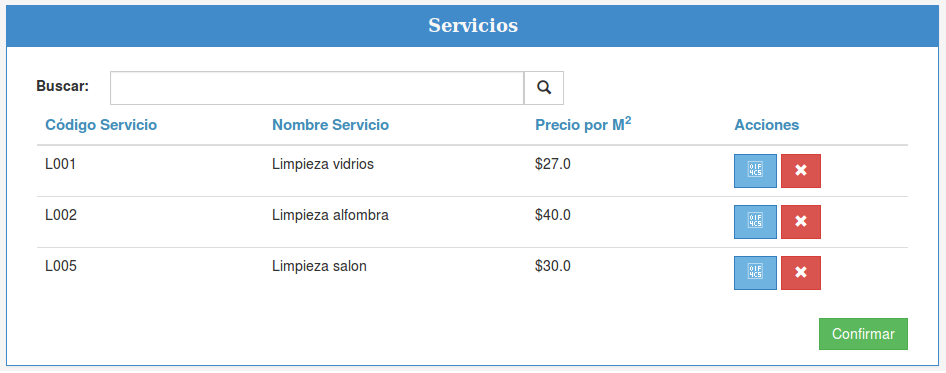 Servicios
Buscar:
Código Servicio Nombre Servicio Precio por M² Acciones
L001 Limpieza vidrios $27.0
L002 Limpieza alfombra $40.0
L005 Limpieza salon $30.0
Confirmar